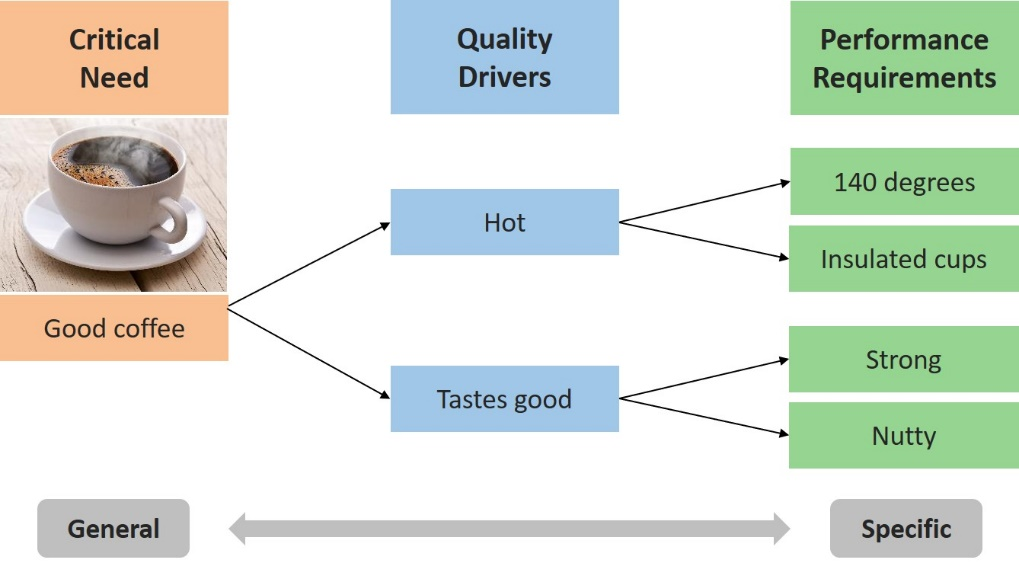 Critical
Need
Quality
Drivers
Performance
Requirements
Good coffee
Hot
Tastes good
140 degrees
Insulated cups
Strong
Nutty
General
Specific